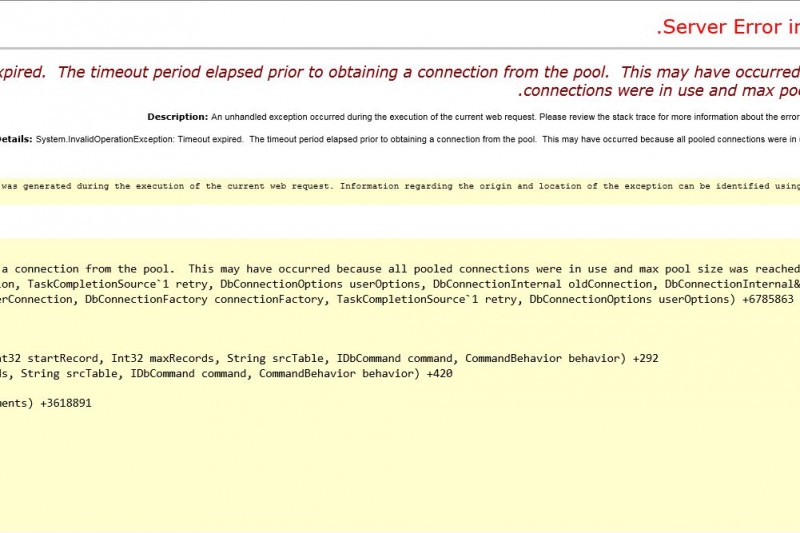 .Server Error in
xpired.  The timeout period elapsed prior to obtaining a connection from the pool.  This may have occurred
.connections were in use and max poo
Description: An unhandled exception occurred during the execution of the current web request. Please review the stack trace for more information about the error
Details: System.InvalidOperationException: Timeout expired.  The timeout period elapsed prior to obtaining a connection from the pool.  This may have occurred because all pooled connections were in
was generated during the execution of the current web request. Information regarding the origin and location of the exception can be identified using
a connection from the pool.  This may have occurred because all pooled connections were in use and max pool size was reached
on, TaskCompletionSource`1 retry, DbConnectionOptions userOptions, DbConnectionInternal oldConnection, DbConnectionInternal&
erConnection, DbConnectionFactory connectionFactory, TaskCompletionSource`1 retry, DbConnectionOptions userOptions) +6785863
nt32 startRecord, Int32 maxRecords, String srcTable, IDbCommand command, CommandBehavior behavior) +292
ds, String srcTable, IDbCommand command, CommandBehavior behavior) +420
ments) +3618891